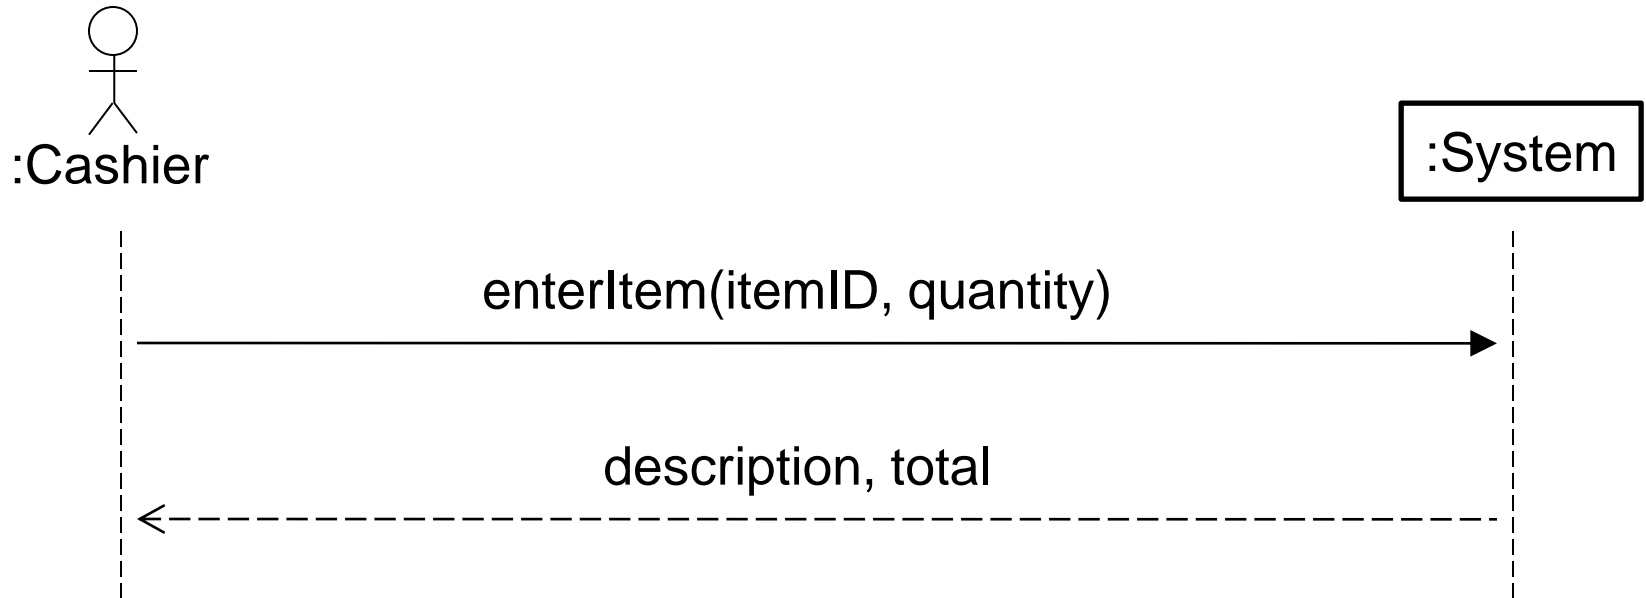 :Cashier
:System
enterItem(itemID, quantity)
description, total